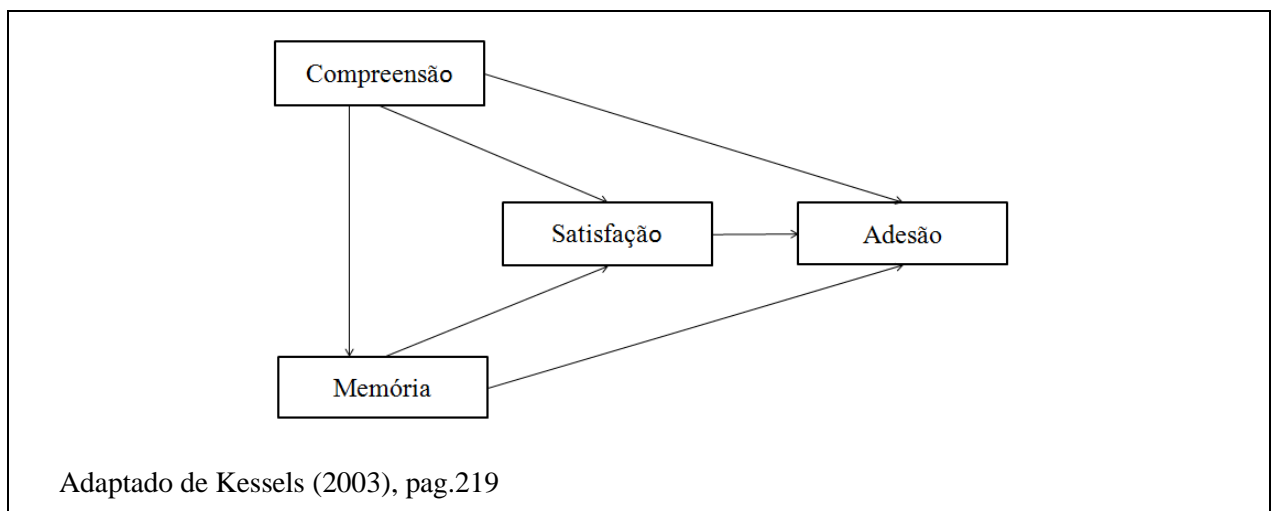 Compreensão
Satisfação
Adesão
Memória
Adaptado de Kessels (2003), pag.219